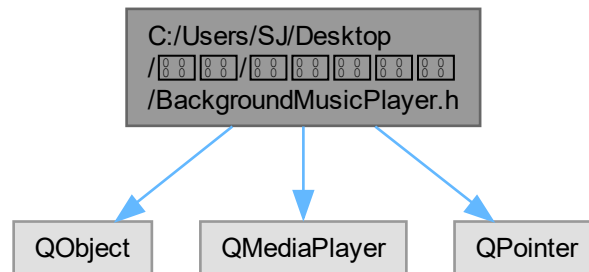 C:/Users/SJ/Desktop
/BackgroundMusicPlayer.h
QObject
QMediaPlayer
QPointer